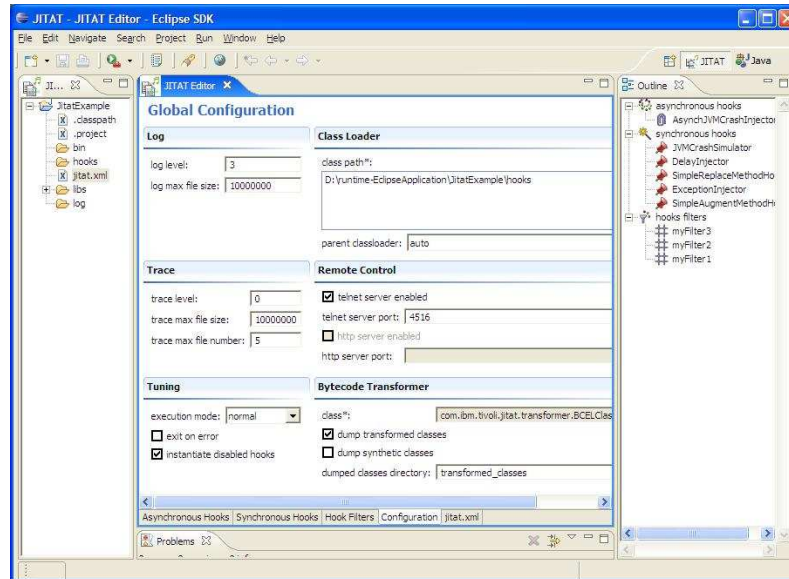 JITAT - JITAT Editor - Eclipse SDK
File Edit Navigate Search Project Run Window Help
JITAT Java
JI...
JitatExample
.classpath
.project
bin
hooks
jitat.xml
libs
log
JITAT Editor
Global Configuration
Log
log level: 3
log max file size: 10000000
Class Loader
class path*:
D:\runtime-EclipseApplication\JitatExample\hooks
parent classloader: auto
Trace
trace level: 0
trace max file size: 10000000
trace max file number: 5
Remote Control
telnet server enabled
telnet server port: 4516
http server enabled
http server port:
Tuning
execution mode: normal
exit on error
instantiate disabled hooks
Bytecode Transformer
class*: com.ibm.tivoli.jitat.transformer.BCELClas
dump transformed classes
dump synthetic classes
dumped classes directory: transformed_classes
Asynchronous Hooks Synchronous Hooks Hook Filters Configuration jitat.xml
Problems
Outline
asynchronous hooks
AsynchJVMCrashInjector
synchronous hooks
JVMCrashSimulator
DelayInjector
SimpleReplaceMethodHo
ExceptionInjector
SimpleAugmentMethodH
hooks filters
myFilter3
myFilter2
myFilter1